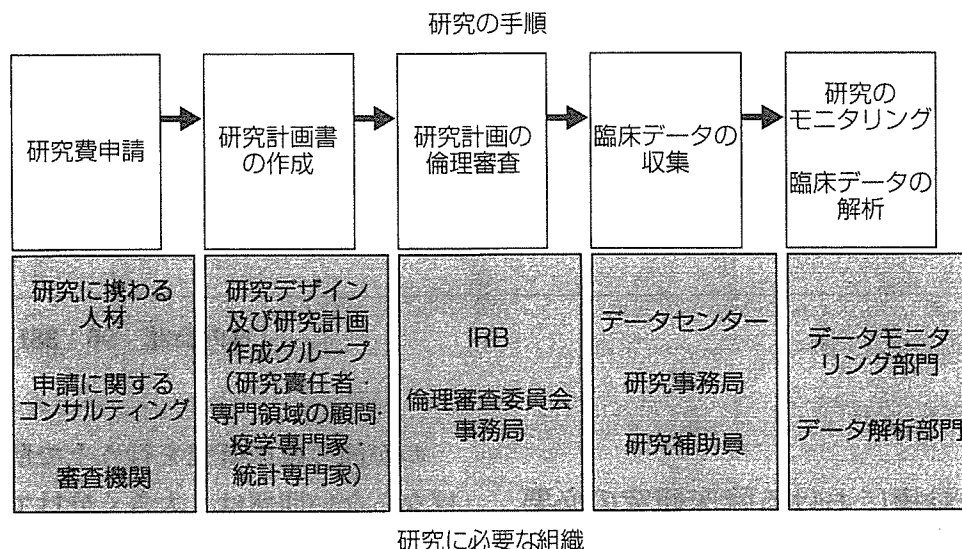 研究の手順
研究費申請
研究計画書
の作成
研究計画の
倫理審査
臨床データの
収集
研究の
モニタリング
臨床データの
解析
研究に携わる
人材
申請に関する
コンサルティング
審査機関
研究デザイン
及び研究計画
作成グループ
(研究責任者・
専門領域の顧問・
疫学専門家・
統計専門家)
IRB
倫理審査委員会
事務局
データセンター
研究事務局
研究補助員
データモニタ
リング部門
データ解析部門
研究に必要な組織